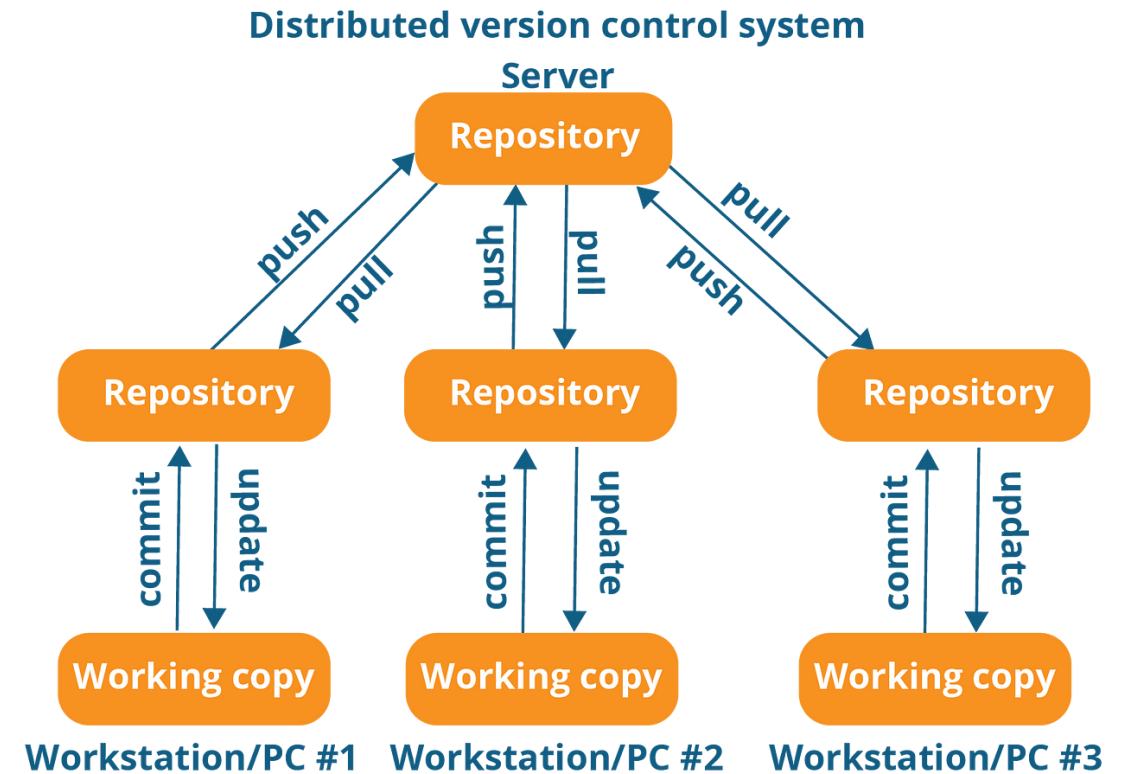 Distributed version control system
Server
Repository
push
pull
push
pull
push
pull
Repository
Repository
Repository
commit
update
commit
update
commit
update
Working copy
Working copy
Working copy
Workstation/PC #1
Workstation/PC #2
Workstation/PC #3